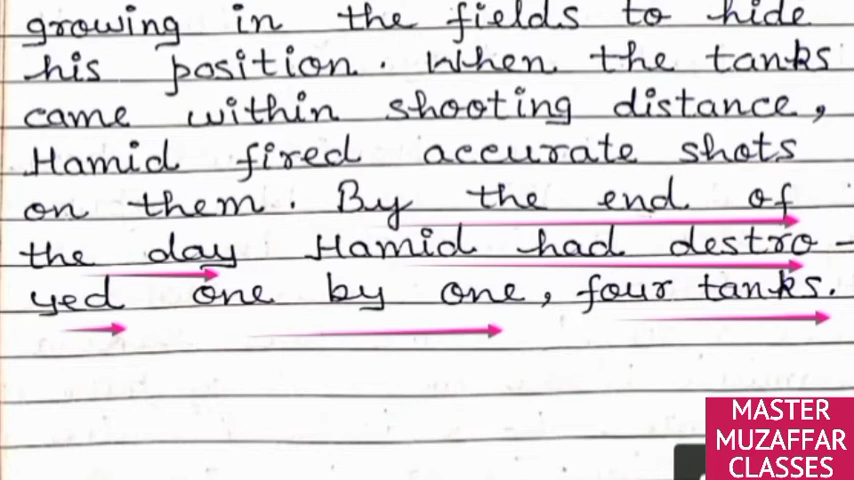 growing in the fields to hide
his position. When the tanks
came within shooting distance,
Hamid fired accurate shots
on them. By the end of
the day Hamid had destro-
yed one by one, four tanks.
MASTER
MUZAFFAR
CLASSES